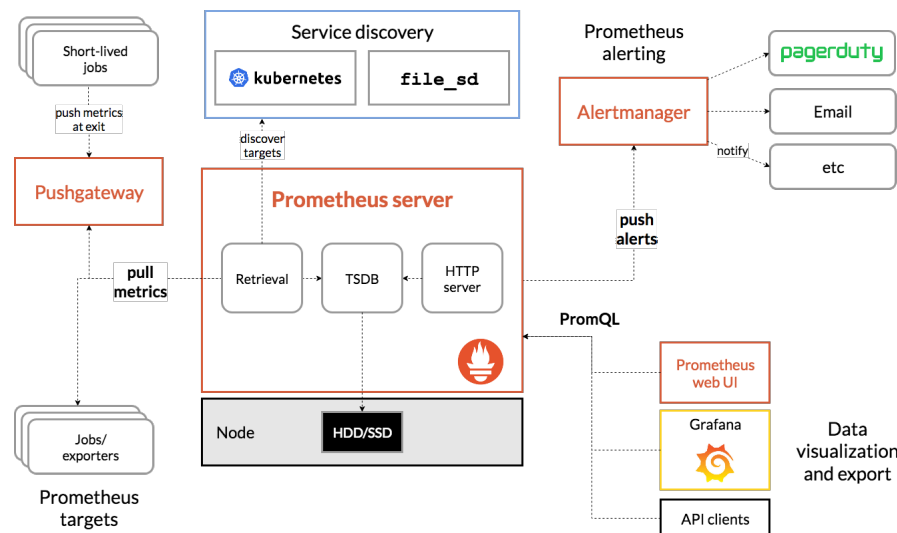 Short-lived
jobs
push metrics
at exit
Pushgateway
pull
metrics
Jobs/
exporters
Prometheus
targets
Service discovery
kubernetes
file_sd
discover
targets
Prometheus server
Retrieval
TSDB
HTTP
server
Node
HDD/SSD
Prometheus
alerting
Alertmanager
pagerduty
Email
notify
etc
push
alerts
PromQL
Prometheus
web UI
Grafana
API clients
Data
visualization
and export